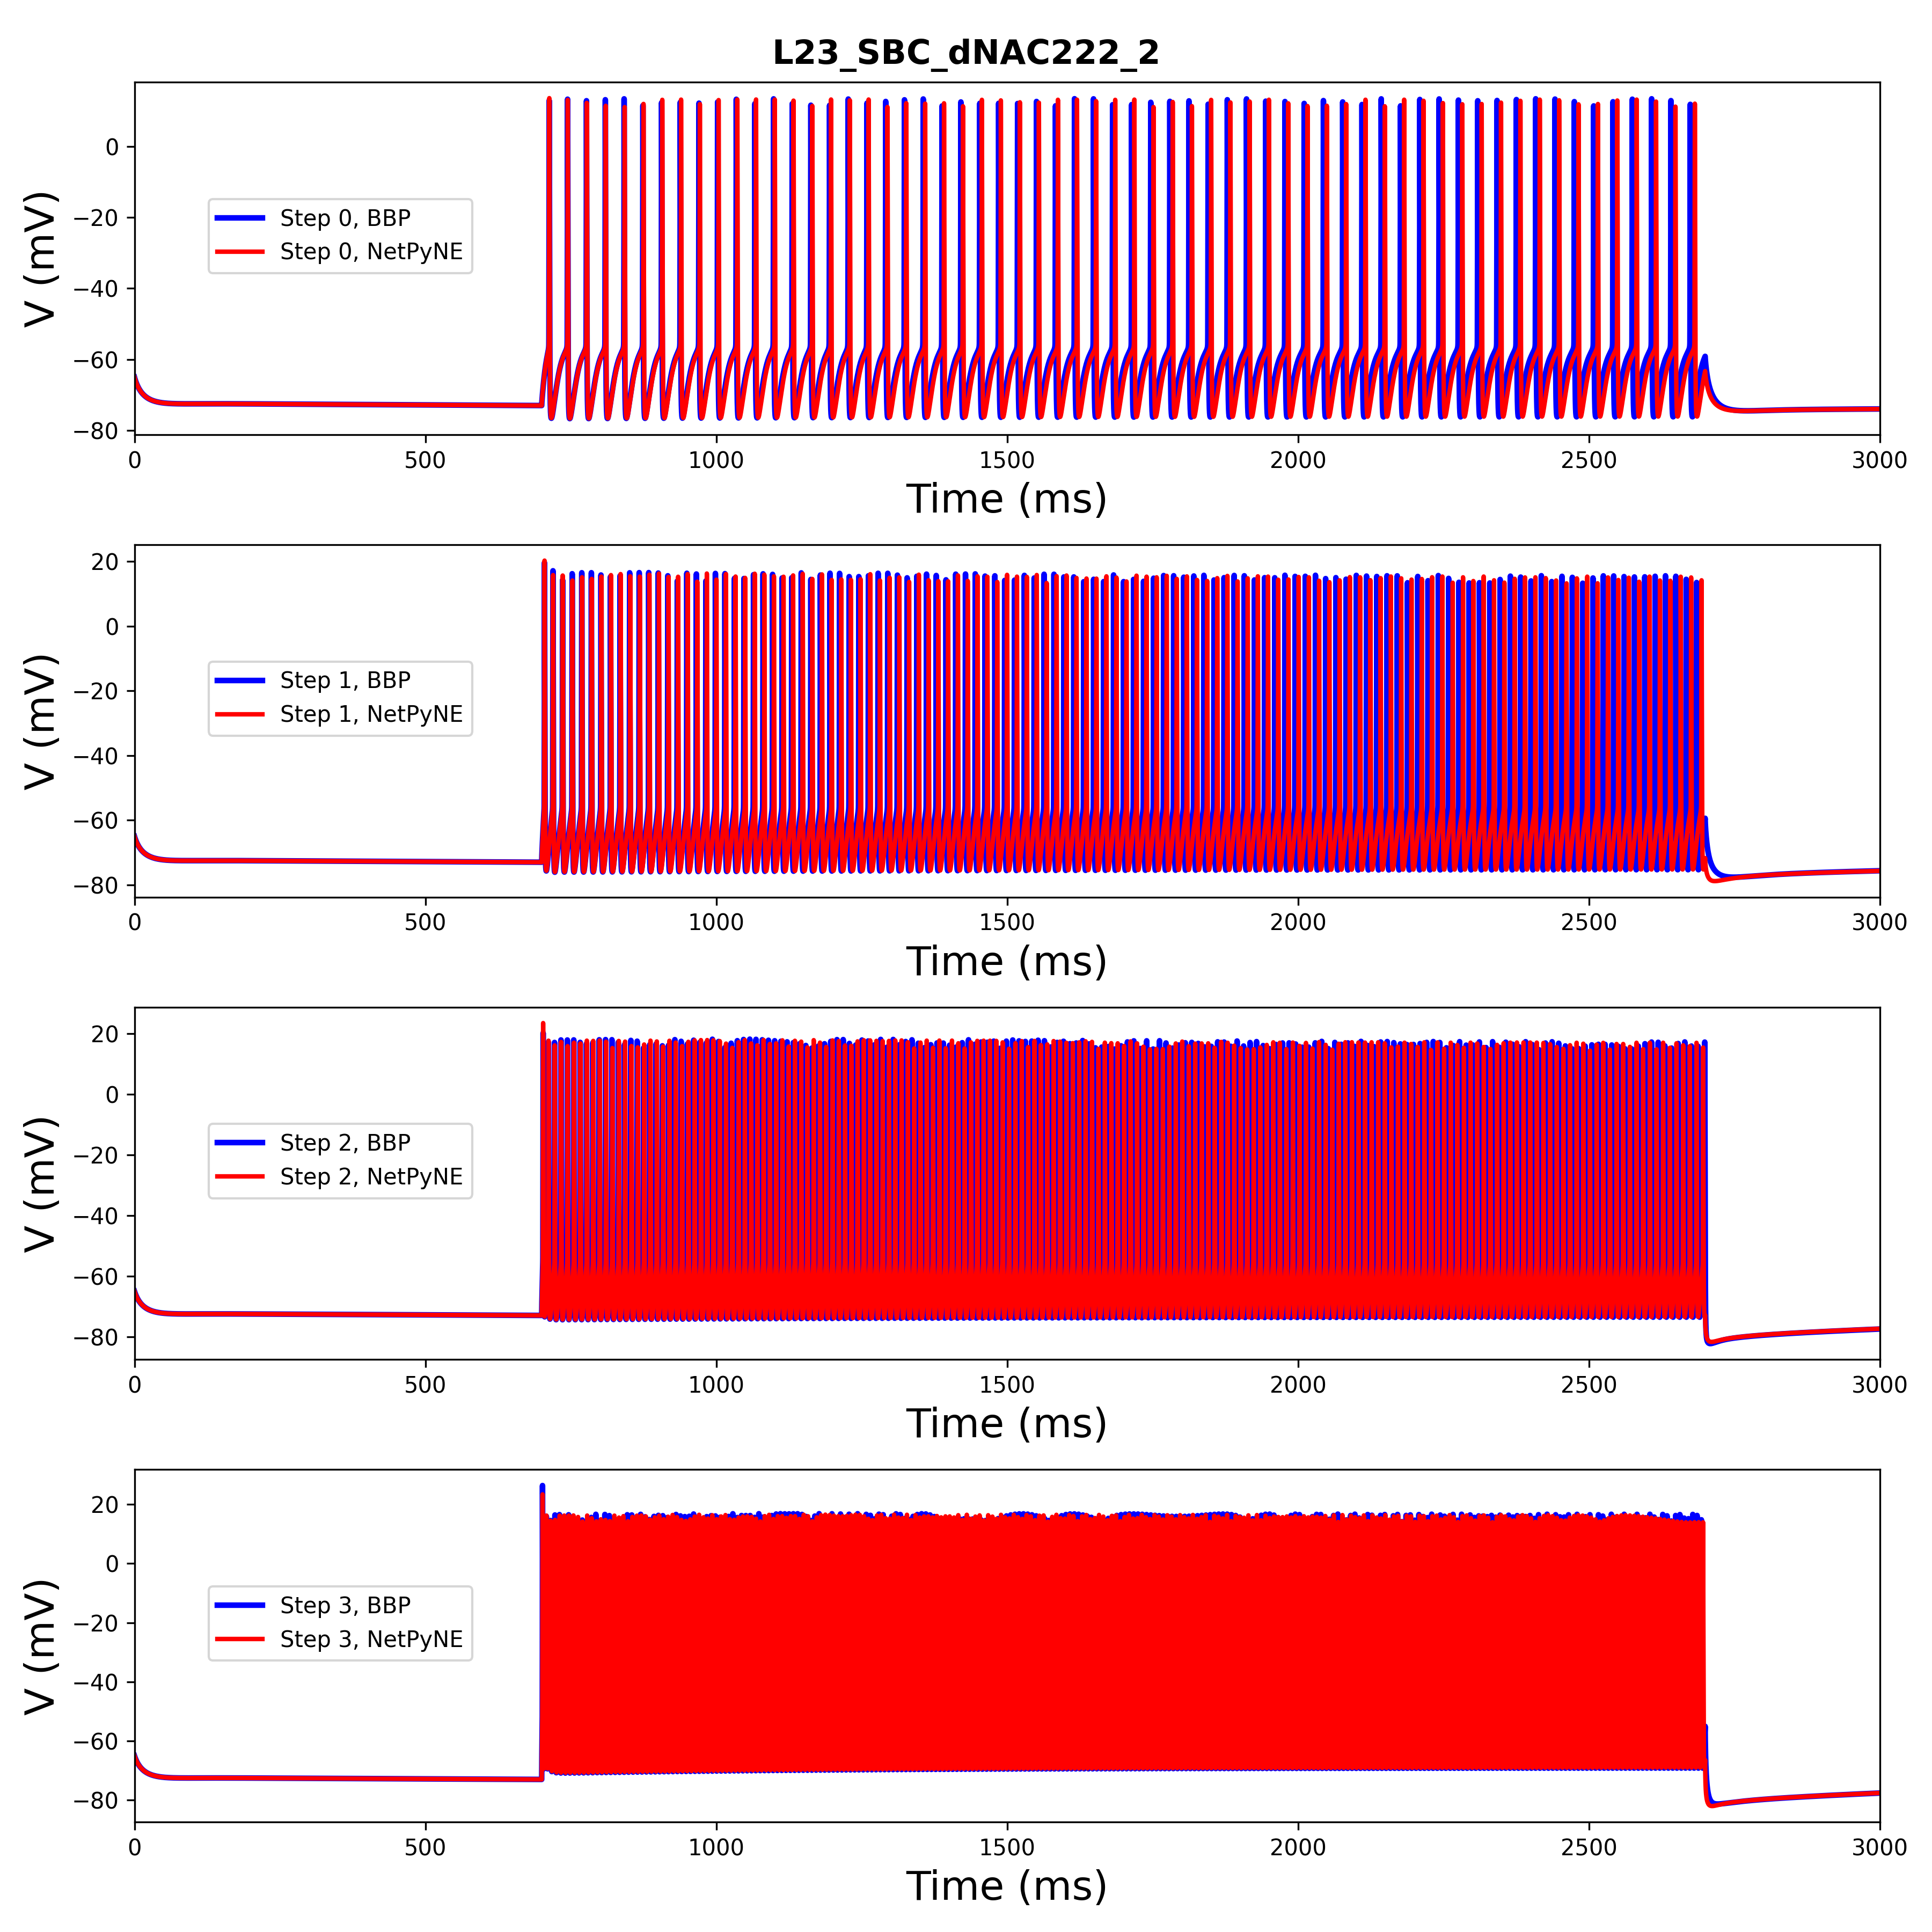 L23_SBC_dNAC222_2
V (mV)
0
−20
−40
−60
−80
Step 0, BBP
Step 0, NetPyNE
0 500 1000 1500 2000 2500 3000
Time (ms)
V (mV)
20
0
−20
−40
−60
−80
Step 1, BBP
Step 1, NetPyNE
0 500 1000 1500 2000 2500 3000
Time (ms)
V (mV)
20
0
−20
−40
−60
−80
Step 2, BBP
Step 2, NetPyNE
0 500 1000 1500 2000 2500 3000
Time (ms)
V (mV)
20
0
−20
−40
−60
−80
Step 3, BBP
Step 3, NetPyNE
0 500 1000 1500 2000 2500 3000
Time (ms)